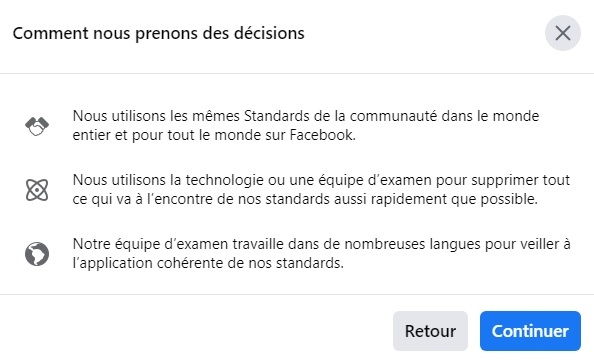 Comment nous prenons des décisions
Nous utilisons les mêmes Standards de la communauté dans le monde
entier et pour tout le monde sur Facebook.
Nous utilisons la technologie ou une équipe d’examen pour supprimer tout
ce qui va à l’encontre de nos standards aussi rapidement que possible.
Notre équipe d’examen travaille dans de nombreuses langues pour veiller à
l’application cohérente de nos standards.
Retour
Continuer